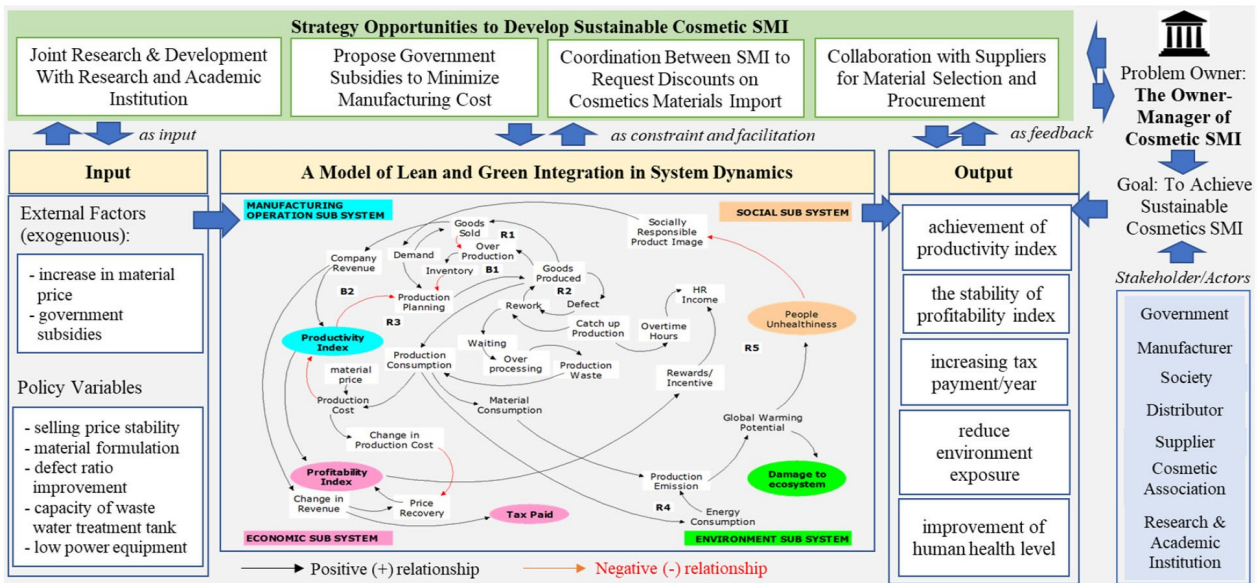 Strategy Opportunities to Develop Sustainable Cosmetic SMI
Joint Research & Development
With Research and Academic
Institution
Propose Government
Subsidies to Minimize
Manufacturing Cost
Coordination Between SMI to
Request Discounts on
Cosmetics Materials Import
Collaboration with Suppliers
for Material Selection and
Procurement
Problem Owner:
The Owner-
Manager of
Cosmetic SMI
as input
as constraint and facilitation
as feedback
Input
External Factors
(exogenuous):
- increase in material
price
- government
subsidies
Policy Variables
- selling price stability
- material formulation
- defect ratio
improvement
- capacity of waste
water treatment tank
- low power equipment
A Model of Lean and Green Integration in System Dynamics
MANUFACTURING
OPERATION SUB SYSTEM
SOCIAL SUB SYSTEM
Goods
Sold
R1
Socially
Responsible
Product Image
Company
Revenue
Demand
Over
Production
Inventory
B1
Goods
Produced
B2
Production
Planning
R2
HR
Income
Rework
Defect
R3
Catch up
Production
Overtime
Hours
People
Unhealthiness
Productivity
Index
Waiting
R5
Production
Consumption
Over
processing
Production
Waste
Rewards/
Incentive
material
price
Production
Cost
Material
Consumption
Global Warming
Potential
Change in
Production Cost
Profitability
Index
Production
Emission
Damage to
ecosystem
Change in
Revenue
Price
Recovery
Tax Paid
R4
Energy
Consumption
ECONOMIC SUB SYSTEM
ENVIRONMENT SUB SYSTEM
Positive (+) relationship
Negative (-) relationship
Output
achievement of
productivity index
the stability of
profitability index
increasing tax
payment/year
reduce
environment
exposure
improvement of
human health level
Goal: To Achieve
Sustainable
Cosmetics SMI
Stakeholder/Actors
Government
Manufacturer
Society
Distributor
Supplier
Cosmetic
Association
Research &
Academic
Institution